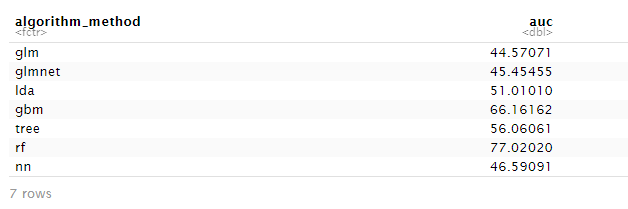 algorithm_method auc
<fctr> <dbl>
glm 44.57071
glmnet 45.45455
lda 51.01010
gbm 66.16162
tree 56.06061
rf 77.02020
nn 46.59091
7 rows